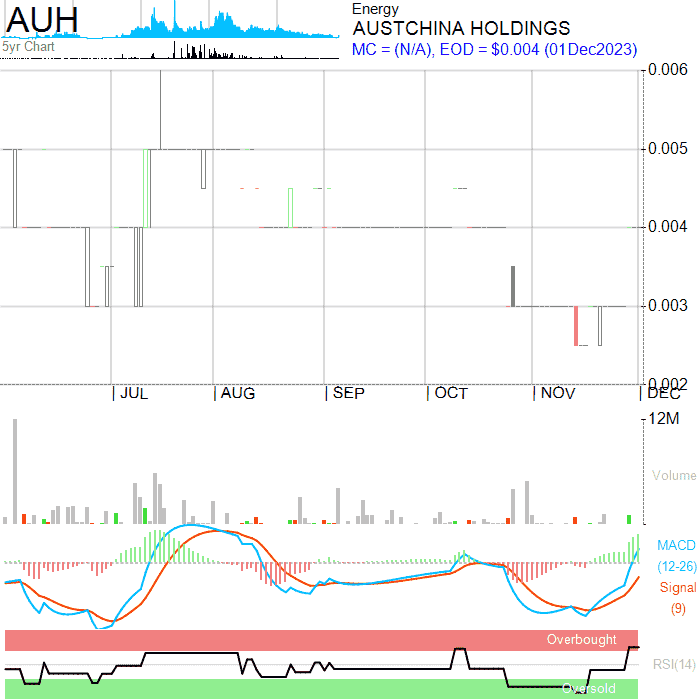 AUH
5yr Chart
Energy
AUSTCHINA HOLDINGS
MC = (N/A), EOD = $0.004 (01Dec2023)
0.006
0.005
0.004
0.003
0.002
JUL AUG SEP OCT NOV DEC
12M
Volume
MACD
(12-26)
Signal
(9)
Overbought
RSI(14)
Oversold